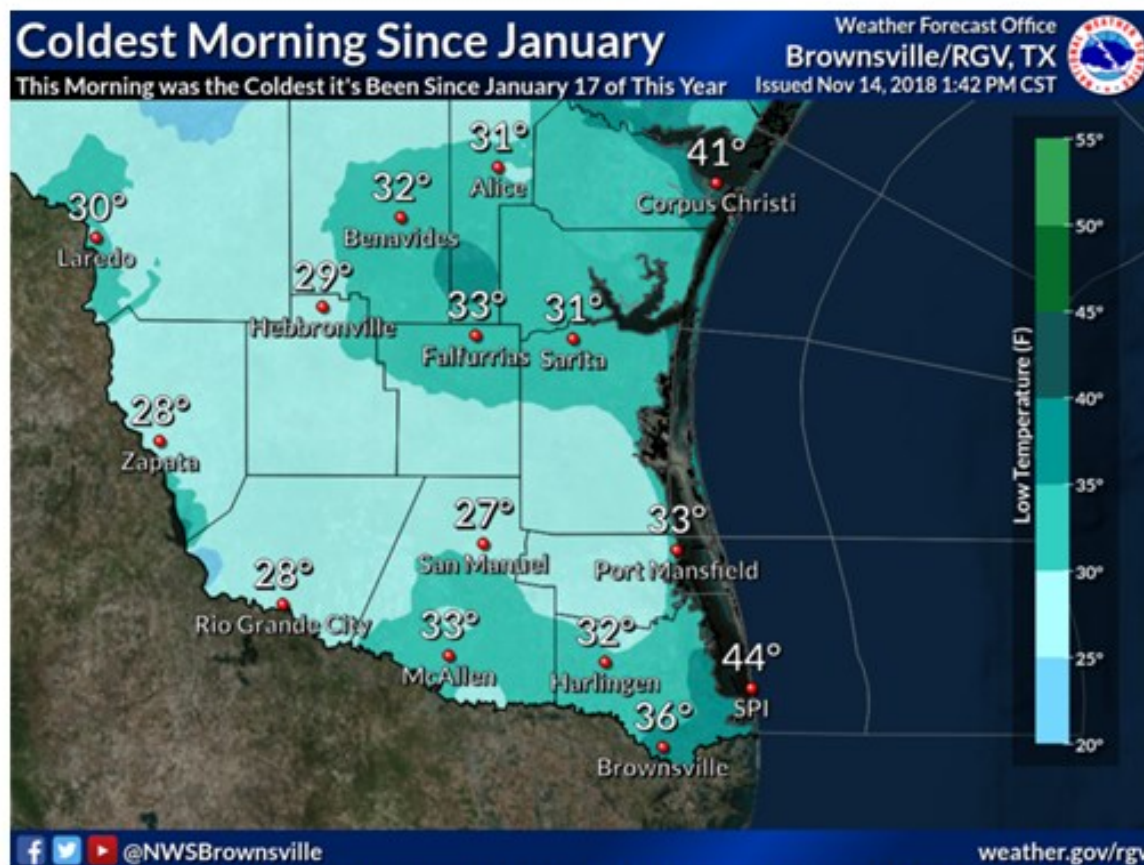 Coldest Morning Since January
This Morning was the Coldest it's Been Since January 17 of This Year
Weather Forecast Office
Brownsville/RGV, TX
Issued Nov 14, 2018 1:42 PM CST
31°
Alice
41°
Corpus Christi
32°
Benavides
30°
Laredo
29°
Hebbronville
33°
Falfurrias
31°
Sarita
28°
Zapata
27°
San Manuel
33°
Port Mansfield
28°
Rio Grande City
33°
McAllen
32°
Harlingen
44°
SPI
36°
Brownsville
Low Temperature (F)
55°
50°
45°
40°
35°
30°
25°
20°
@NWSBrownsville
weather.gov/rgv